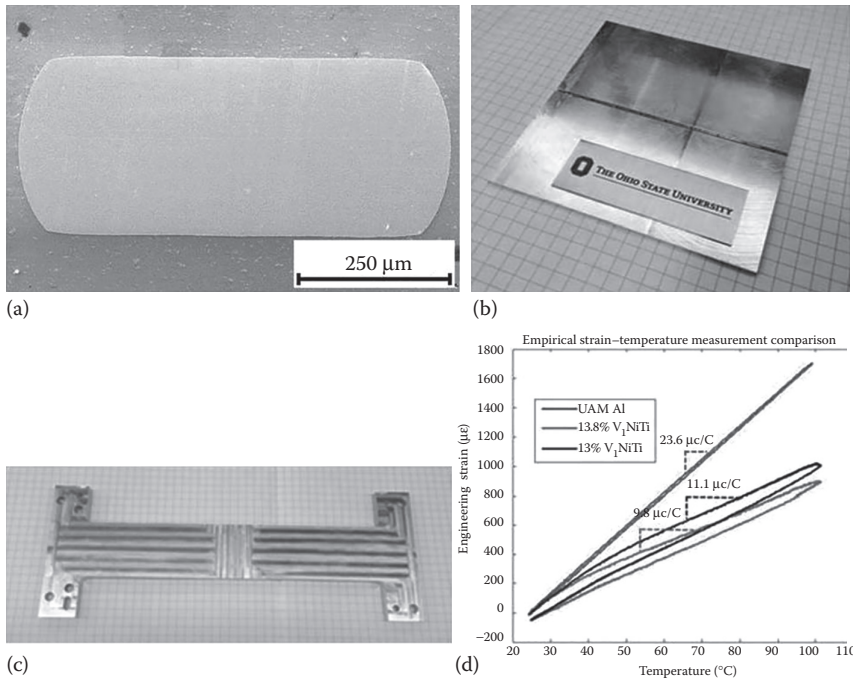 250 µm
(a)
O THE OHIO STATE UNIVERSITY
(b)
(c)
Empirical strain–temperature measurement comparison
1800
1600
1400
1200
1000
800
600
400
200
0
−200
Engineering strain (µε)
UAM Al
13.8% V₁NiTi
13% V₁NiTi
23.6 µc/C
11.1 µc/C
9.8 µc/C
20 30 40 50 60 70 80 90 100 110
Temperature (°C)
(d)